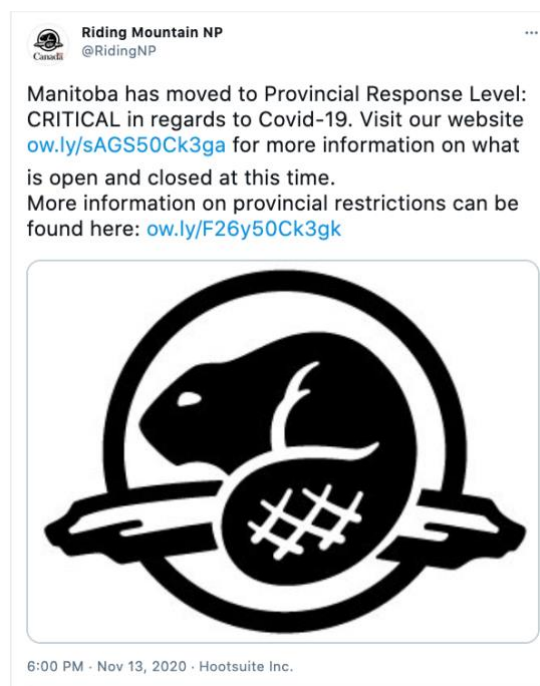 Riding Mountain NP
@RidingNP
Canada
Manitoba has moved to Provincial Response Level:
CRITICAL in regards to Covid-19. Visit our website
ow.ly/sAGS50Ck3ga for more information on what
is open and closed at this time.
More information on provincial restrictions can be
found here: ow.ly/F26y50Ck3gk
6:00 PM · Nov 13, 2020 · Hootsuite Inc.